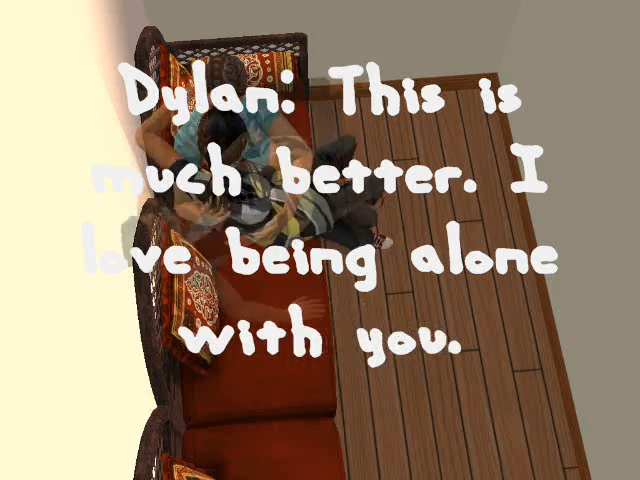 Dylan: This is
much better. I
love being alone
with you.